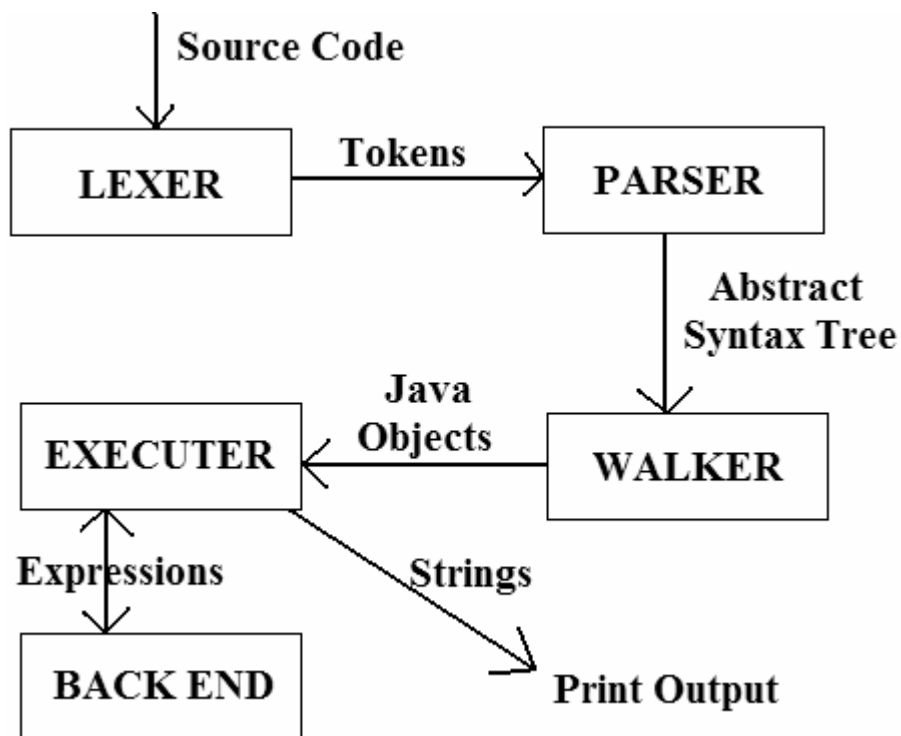 Source Code
LEXER
Tokens
PARSER
Abstract
Syntax Tree
Java
Objects
EXECUTER
WALKER
Expressions
Strings
BACK END
Print Output